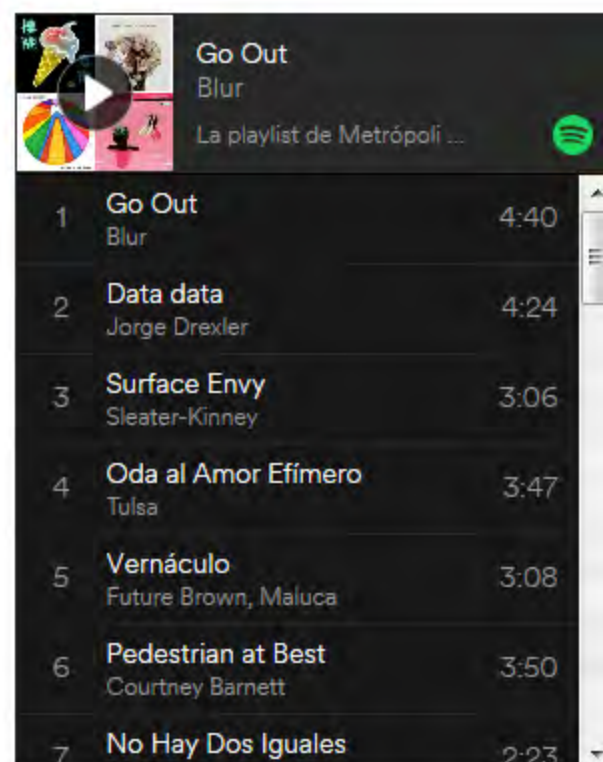 Go Out
Blur
La playlist de Metrópoli ...
1 Go Out 4:40
Blur
2 Data data 4:24
Jorge Drexler
3 Surface Envy 3:06
Sleater-Kinney
4 Oda al Amor Efímero 3:47
Tulsa
5 Vernáculo 3:08
Future Brown, Maluca
6 Pedestrian at Best 3:50
Courtney Barnett
7 No Hay Dos Iguales 2:23